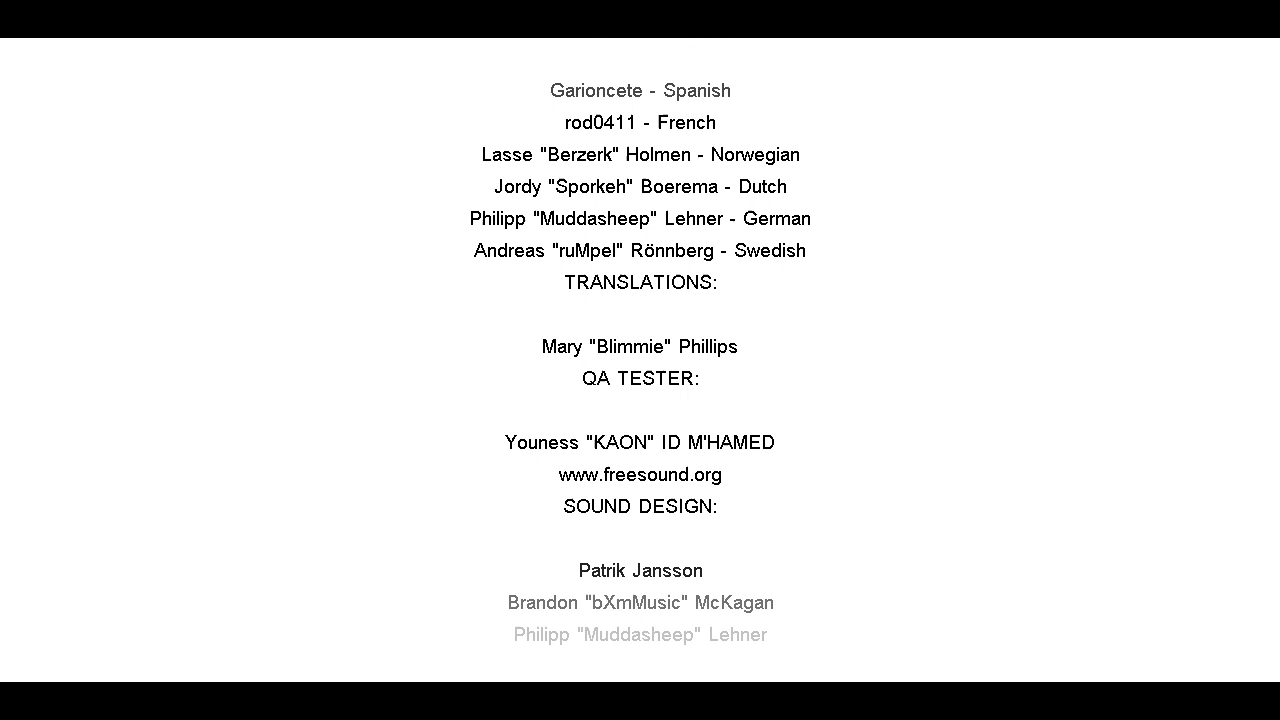 Garioncete - Spanish
rod0411 - French
Lasse "Berzerk" Holmen - Norwegian
Jordy "Sporkeh" Boerema - Dutch
Philipp "Muddasheep" Lehner - German
Andreas "ruMpel" Rönnberg - Swedish
TRANSLATIONS:
Mary "Blimmie" Phillips
QA TESTER:
Youness "KAON" ID M'HAMED
www.freesound.org
SOUND DESIGN:
Patrik Jansson
Brandon "bXmMusic" McKagan
Philipp "Muddasheep" Lehner